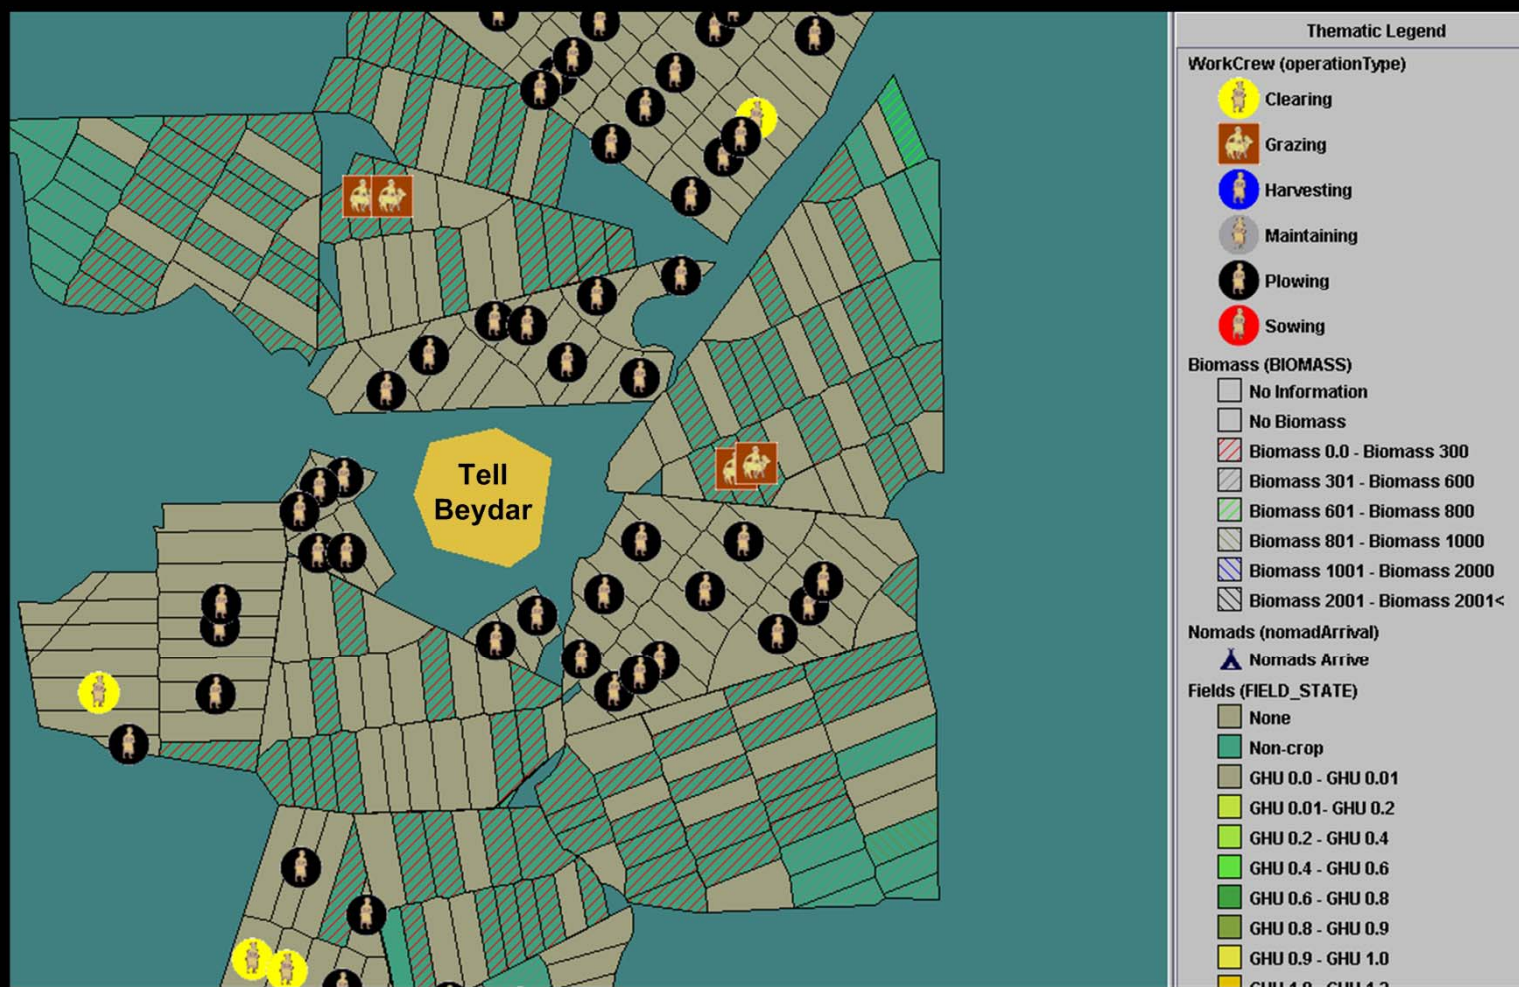 Tell
Beydar
Thematic Legend
WorkCrew (operationType)
Clearing
Grazing
Harvesting
Maintaining
Plowing
Sowing
Biomass (BIOMASS)
No Information
No Biomass
Biomass 0.0 - Biomass 300
Biomass 301 - Biomass 600
Biomass 601 - Biomass 800
Biomass 801 - Biomass 1000
Biomass 1001 - Biomass 2000
Biomass 2001 - Biomass 2001<
Nomads (nomadArrival)
Nomads Arrive
Fields (FIELD_STATE)
None
Non-crop
GHU 0.0 - GHU 0.01
GHU 0.01- GHU 0.2
GHU 0.2 - GHU 0.4
GHU 0.4 - GHU 0.6
GHU 0.6 - GHU 0.8
GHU 0.8 - GHU 0.9
GHU 0.9 - GHU 1.0